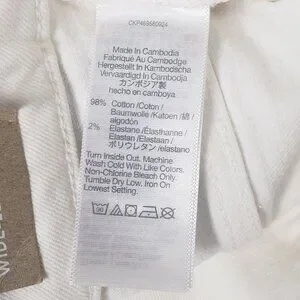 CKP469550924
Made In Cambodia
Fabriqué Au Cambodge
Hergestellt In Kambodscha
Vervaardigd In Cambodja
カンボジア製
hecho en camboya
98% Cotton /Coton /
Baumwolle /Katoen /綿 /
algodón
2% Elastane /Élasthanne /
Elastan /Elastaan /
ポリウレタン /elastano
Turn Inside Out. Machine
Wash Cold With Like Colors.
Non-Chlorine Bleach Only.
Tumble Dry Low. Iron On
Lowest Setting.